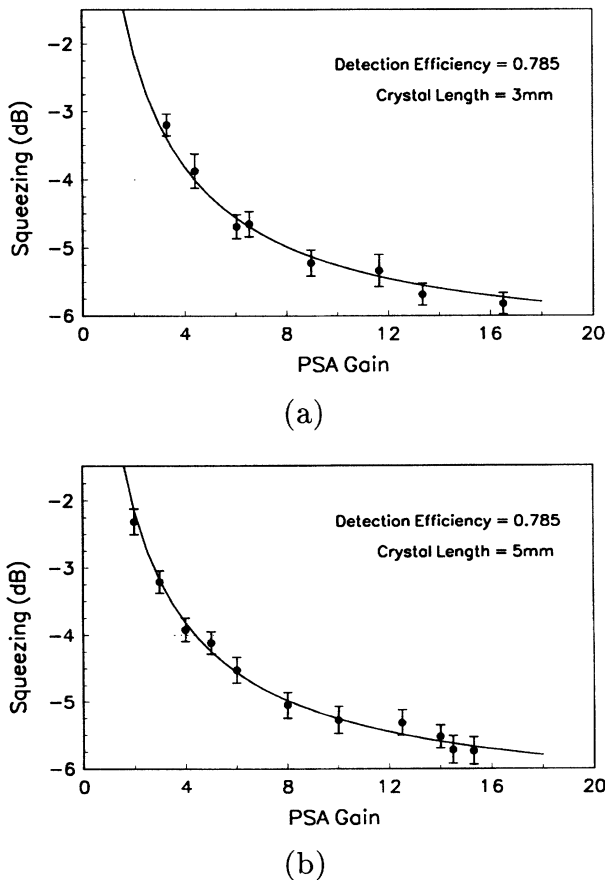 −2
−3
−4
−5
−6
Squeezing (dB)
Detection Efficiency = 0.785
Crystal Length = 3mm
0 4 8 12 16 20
PSA Gain
(a)
−2
−3
−4
−5
−6
Squeezing (dB)
Detection Efficiency = 0.785
Crystal Length = 5mm
0 4 8 12 16 20
PSA Gain
(b)